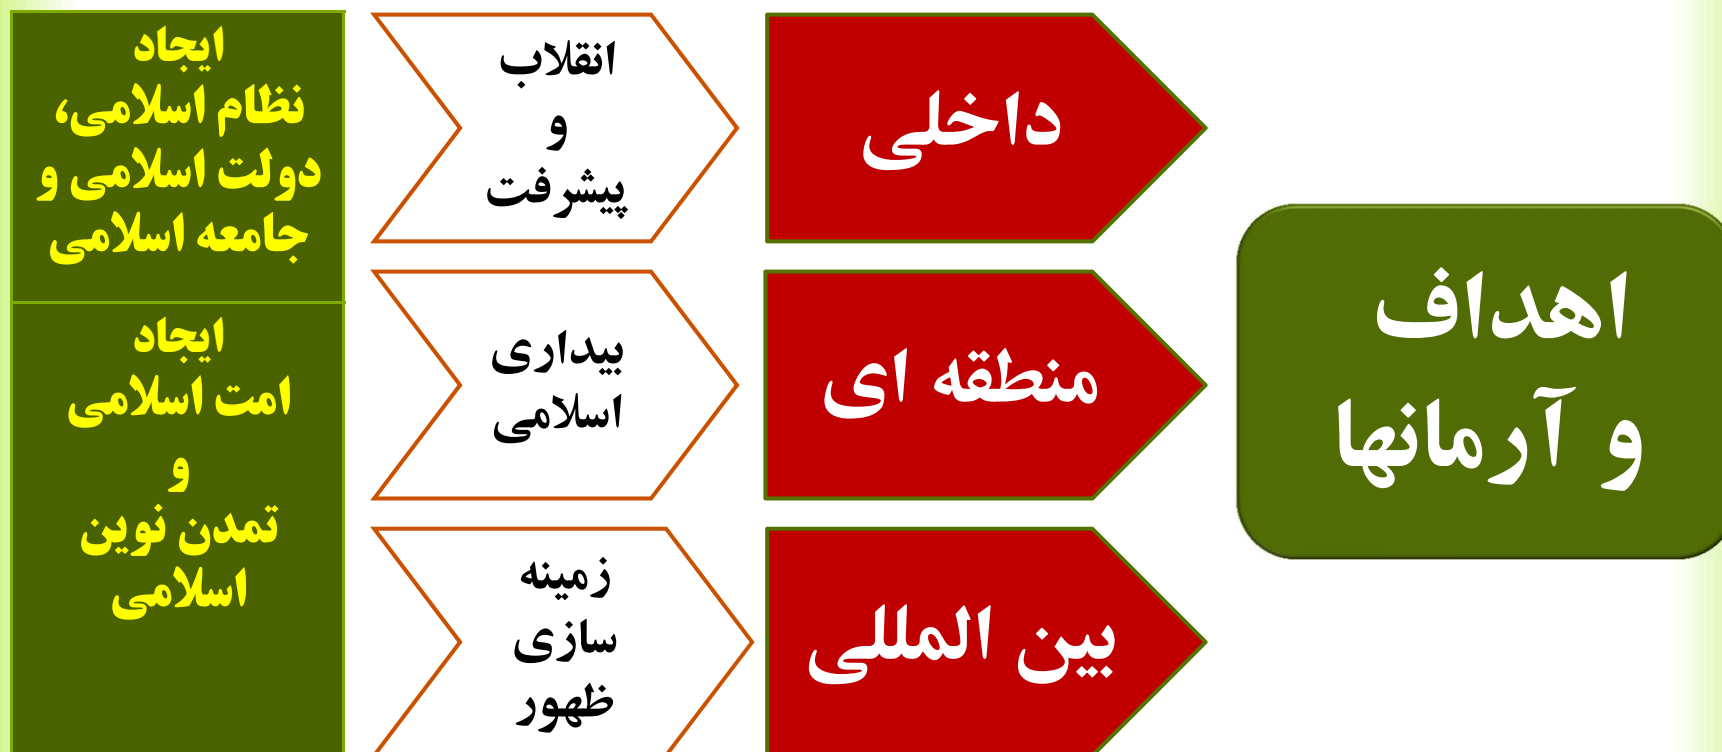 اهداف
و آرمانها
داخلی
انقلاب
و
پیشرفت
ایجاد
نظام اسلامی،
دولت اسلامی و
جامعه اسلامی
منطقه ای
بیداری
اسلامی
ایجاد
امت اسلامی
و
تمدن نوین
اسلامی
بین المللی
زمینه
سازی
ظهور